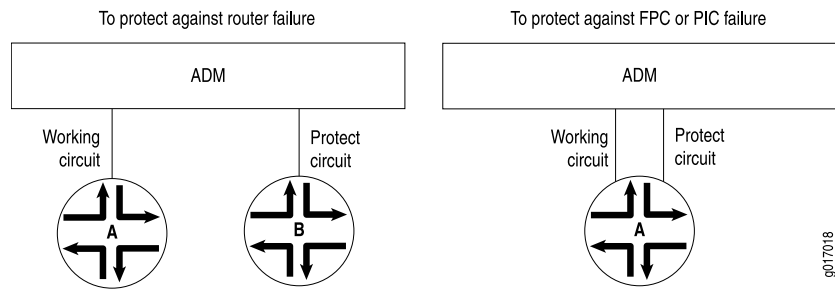 To protect against router failure
To protect against FPC or PIC failure
ADM
ADM
Working
circuit
Protect
circuit
Working
circuit
Protect
circuit
A
B
A
g017018